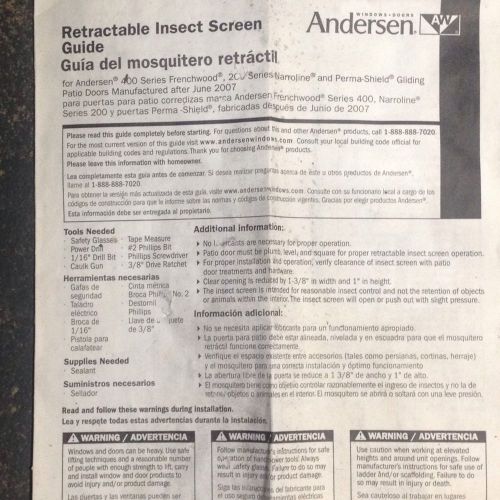 Retractable Insect Screen
Guide
Guía del mosquitero retráctil
WINDOWS • DOORS
Andersen® AW
for Andersen® 400 Series Frenchwood®, 200 Series Narroline® and Perma-Shield® Gliding
Patio Doors Manufactured after June 2007
para puertas para patio corredizas marca Andersen Frenchwood® Series 400, Narroline®
Series 200 y puertas Perma-Shield®, fabricadas después de Junio de 2007
Please read this guide completely before starting. For questions about this and other Andersen® products, call 1-888-888-7020.
For the most current version of this guide visit www.andersenwindows.com. Consult your local building code official for
applicable building codes and regulations. Thank you for choosing Andersen® products.
Please leave this information with homeowner.
Lea completamente esta guía antes de comenzar. Si desea realizar preguntas acerca de este u otros productos de Andersen®,
llame al 1-888-888-7020.
Para obtener la versión más actualizada de esta guía, visite www.andersenwindows.com. Consulte con su funcionario local a cargo de los
códigos de construcción para que le informe sobre las normas y códigos de construcción vigentes. Gracias por elegir productos Andersen®.
Esta información debe ser entregada al propietario.
Tools Needed
Safety Glasses
Power Drill
1/16" Drill Bit
Caulk Gun
Tape Measure
#2 Phillips Bit
Phillips Screwdriver
3/8" Drive Ratchet
Herramientas necesarias
Gafas de
seguridad
Taladro
eléctrico
Broca de
1/16"
Pistola para
calafatear
Cinta métrica
Broca Phillips No. 2
Destornil
Phillips
Llave de
de 3/8"
Supplies Needed
Sealant
Suministros necesarios
Sellador
Additional information:
▸ No lubricants are necessary for proper operation.
▸ Patio door must be plumb, level, and square for proper retractable insect screen operation.
▸ For proper installation and operation, verify clearance of insect screen with patio
door treatments and hardware.
▸ Clear opening is reduced by 1-3/8" in width and 1" in height.
▸ The insect screen is intended for reasonable insect control and not the retention of objects
or animals within the interior. The insect screen will open or push out with slight pressure.
Información adicional:
▸ No se necesita aplicar lubricante para un funcionamiento apropiado.
▸ La puerta para patio debe estar alineada, nivelada y en escuadra para que el mosquitero
retráctil funcione correctamente.
▸ Verifique el espacio existente entre accesorios (tales como persianas, cortinas, herraje)
y el mosquitero para una correcta instalación y óptimo funcionamiento
▸ La abertura libre de la puerta se reduce a 1 3/8" de ancho y 1" de alto.
▸ El mosquitero tiene como objetivo controlar razonablemente el ingreso de insectos y no la de
retener objetos o animales en el interior. El mosquitero se abrirá o soltará con una leve presión.
Read and follow these warnings during installation.
Lea y respete todas estas advertencias durante la instalación.
WARNING / ADVERTENCIA
Windows and doors can be heavy. Use safe
lifting techniques and a reasonable number
of people with enough strength to lift, carry
and install window and door products to
avoid injury and/or product damage.
Las puertas y las ventanas pueden ser
WARNING / ADVERTENCIA
Follow manufacturer's instructions for safe
operation of hand/power tools. Always
wear safety glasses. Failure to do so may
result in injury and/or product damage.
Siga las instrucciones del fabricante para
el uso seguro de herramientas eléctricas
WARNING / ADVERTENCIA
Use caution when working at elevated
heights and around unit openings. Follow
manufacturer's instructions for safe use of
ladder and/or scaffolding. Failure to do
so may result in injury or death.
Sea cuidadoso al trabajar en lugares